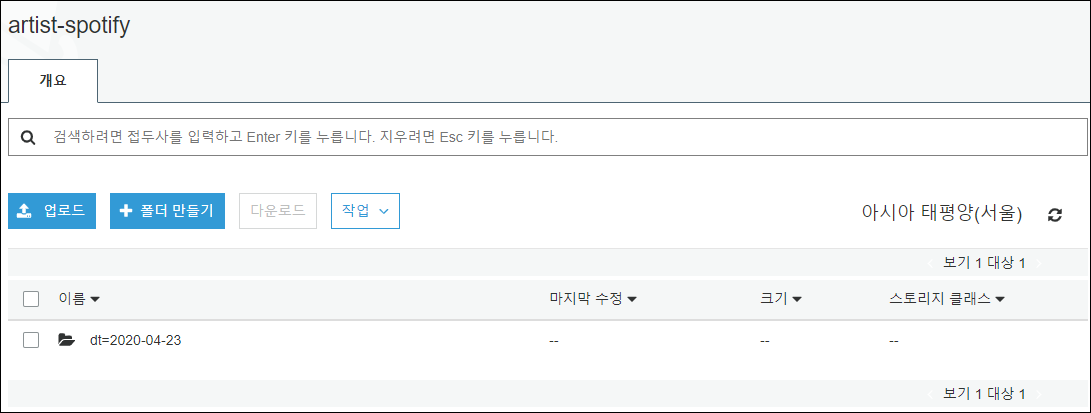 artist-spotify
개요
검색하려면 접두사를 입력하고 Enter 키를 누릅니다. 지우려면 Esc 키를 누릅니다.
업로드 폴더 만들기 다운로드 작업 아시아 태평양(서울)
보기 1 대상 1
이름 마지막 수정 크기 스토리지 클래스
dt=2020-04-23 -- -- --
보기 1 대상 1